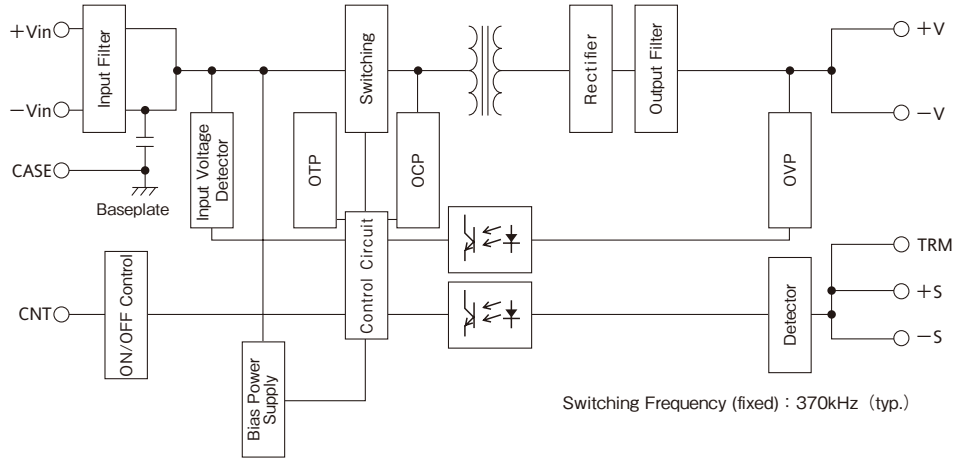 +Vin
−Vin
CASE
Baseplate
CNT
Input Filter
Input Voltage
Detector
ON/OFF Control
Bias Power
Supply
Switching
OTP
OCP
Control Circuit
Rectifier
Output Filter
OVP
Detector
+V
−V
TRM
+S
−S
Switching Frequency (fixed) : 370kHz (typ.)